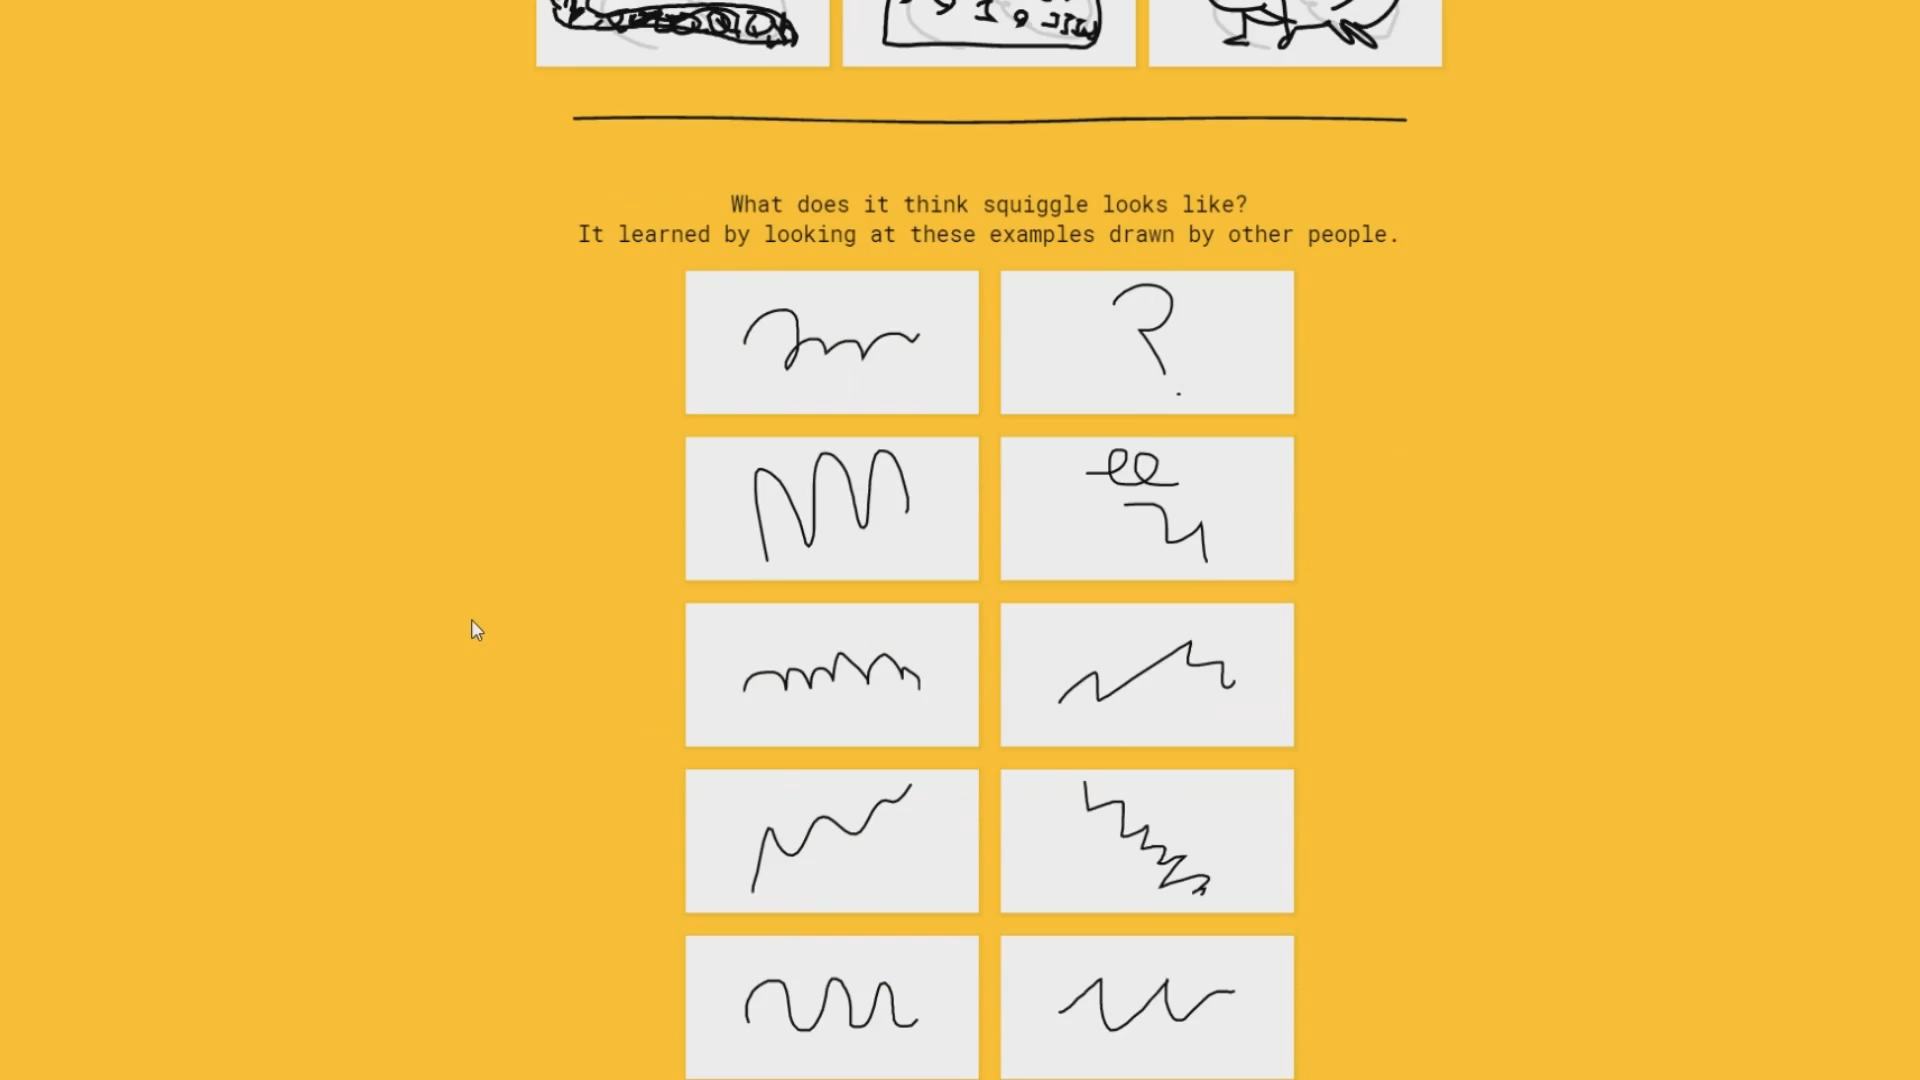 What does it think squiggle looks like?
It learned by looking at these examples drawn by other people.